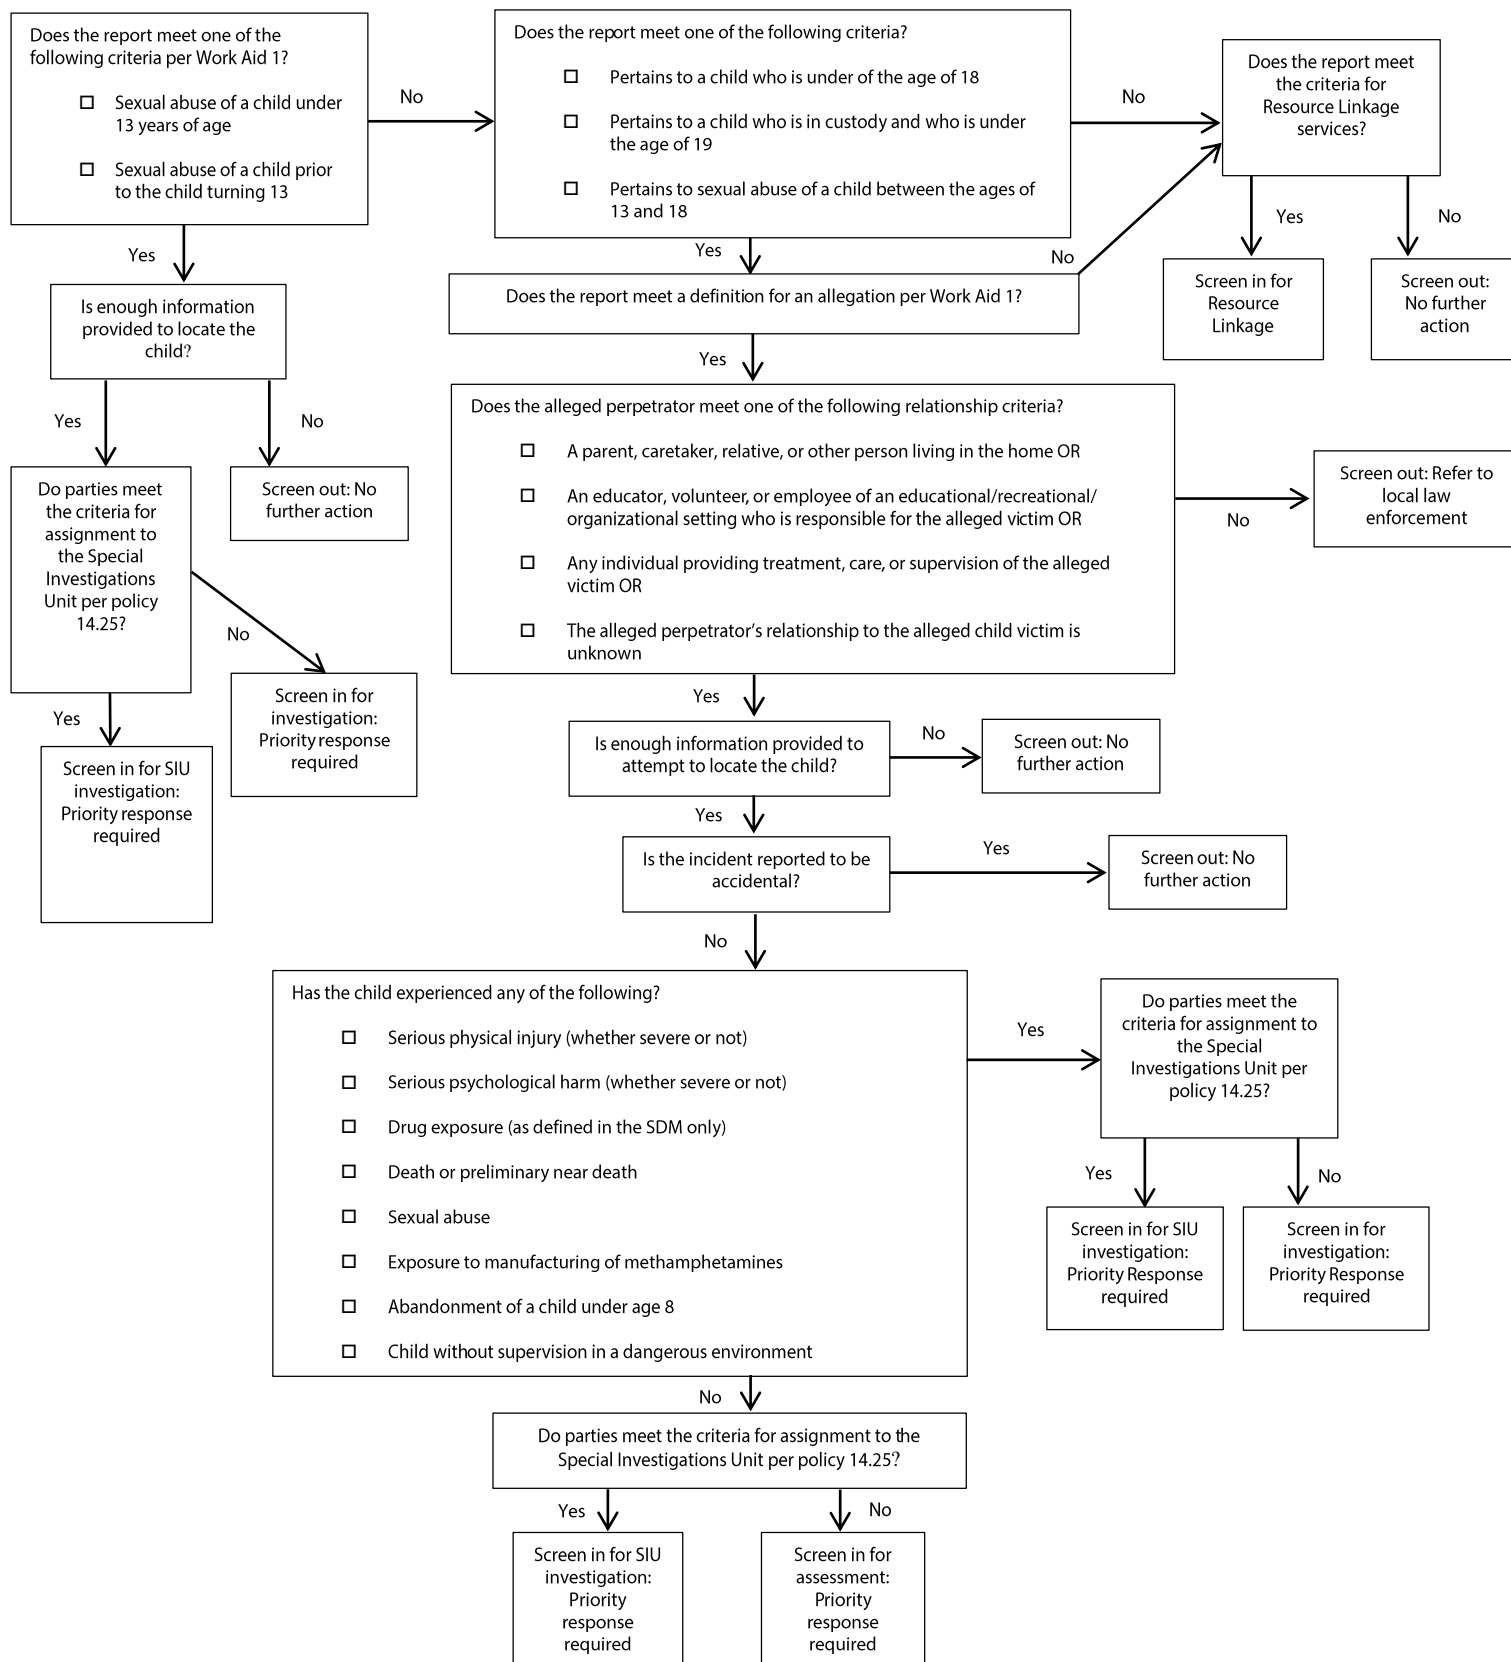 Does the report meet one of the
following criteria per Work Aid 1?
Sexual abuse of a child under
13 years of age
Sexual abuse of a child prior
to the child turning 13
No
Does the report meet one of the following criteria?
Pertains to a child who is under of the age of 18
Pertains to a child who is in custody and who is under
the age of 19
Pertains to sexual abuse of a child between the ages of
13 and 18
No
Does the report meet
the criteria for
Resource Linkage
services?
Yes
No
Screen in for
Resource
Linkage
Screen out:
No further
action
Yes
Is enough information
provided to locate the
child?
Yes
No
Do parties meet
the criteria for
assignment to
the Special
Investigations
Unit per policy
14.25?
Screen out: No
further action
No
Yes
Screen in for
investigation:
Priority response
required
Screen in for SIU
investigation:
Priority response
required
Yes
No
Does the report meet a definition for an allegation per Work Aid 1?
Yes
Does the alleged perpetrator meet one of the following relationship criteria?
A parent, caretaker, relative, or other person living in the home OR
An educator, volunteer, or employee of an educational/recreational/
organizational setting who is responsible for the alleged victim OR
Any individual providing treatment, care, or supervision of the alleged
victim OR
The alleged perpetrator’s relationship to the alleged child victim is
unknown
No
Screen out: Refer to
local law
enforcement
Yes
Is enough information provided to
attempt to locate the child?
No
Screen out: No
further action
Yes
Is the incident reported to be
accidental?
Yes
Screen out: No
further action
No
Has the child experienced any of the following?
Serious physical injury (whether severe or not)
Serious psychological harm (whether severe or not)
Drug exposure (as defined in the SDM only)
Death or preliminary near death
Sexual abuse
Exposure to manufacturing of methamphetamines
Abandonment of a child under age 8
Child without supervision in a dangerous environment
Yes
Do parties meet the
criteria for assignment to
the Special
Investigations Unit per
policy 14.25?
Yes
No
Screen in for SIU
investigation:
Priority Response
required
Screen in for
investigation:
Priority Response
required
No
Do parties meet the criteria for assignment to the
Special Investigations Unit per policy 14.25?
Yes
No
Screen in for SIU
investigation:
Priority
response
required
Screen in for
assessment:
Priority
response
required